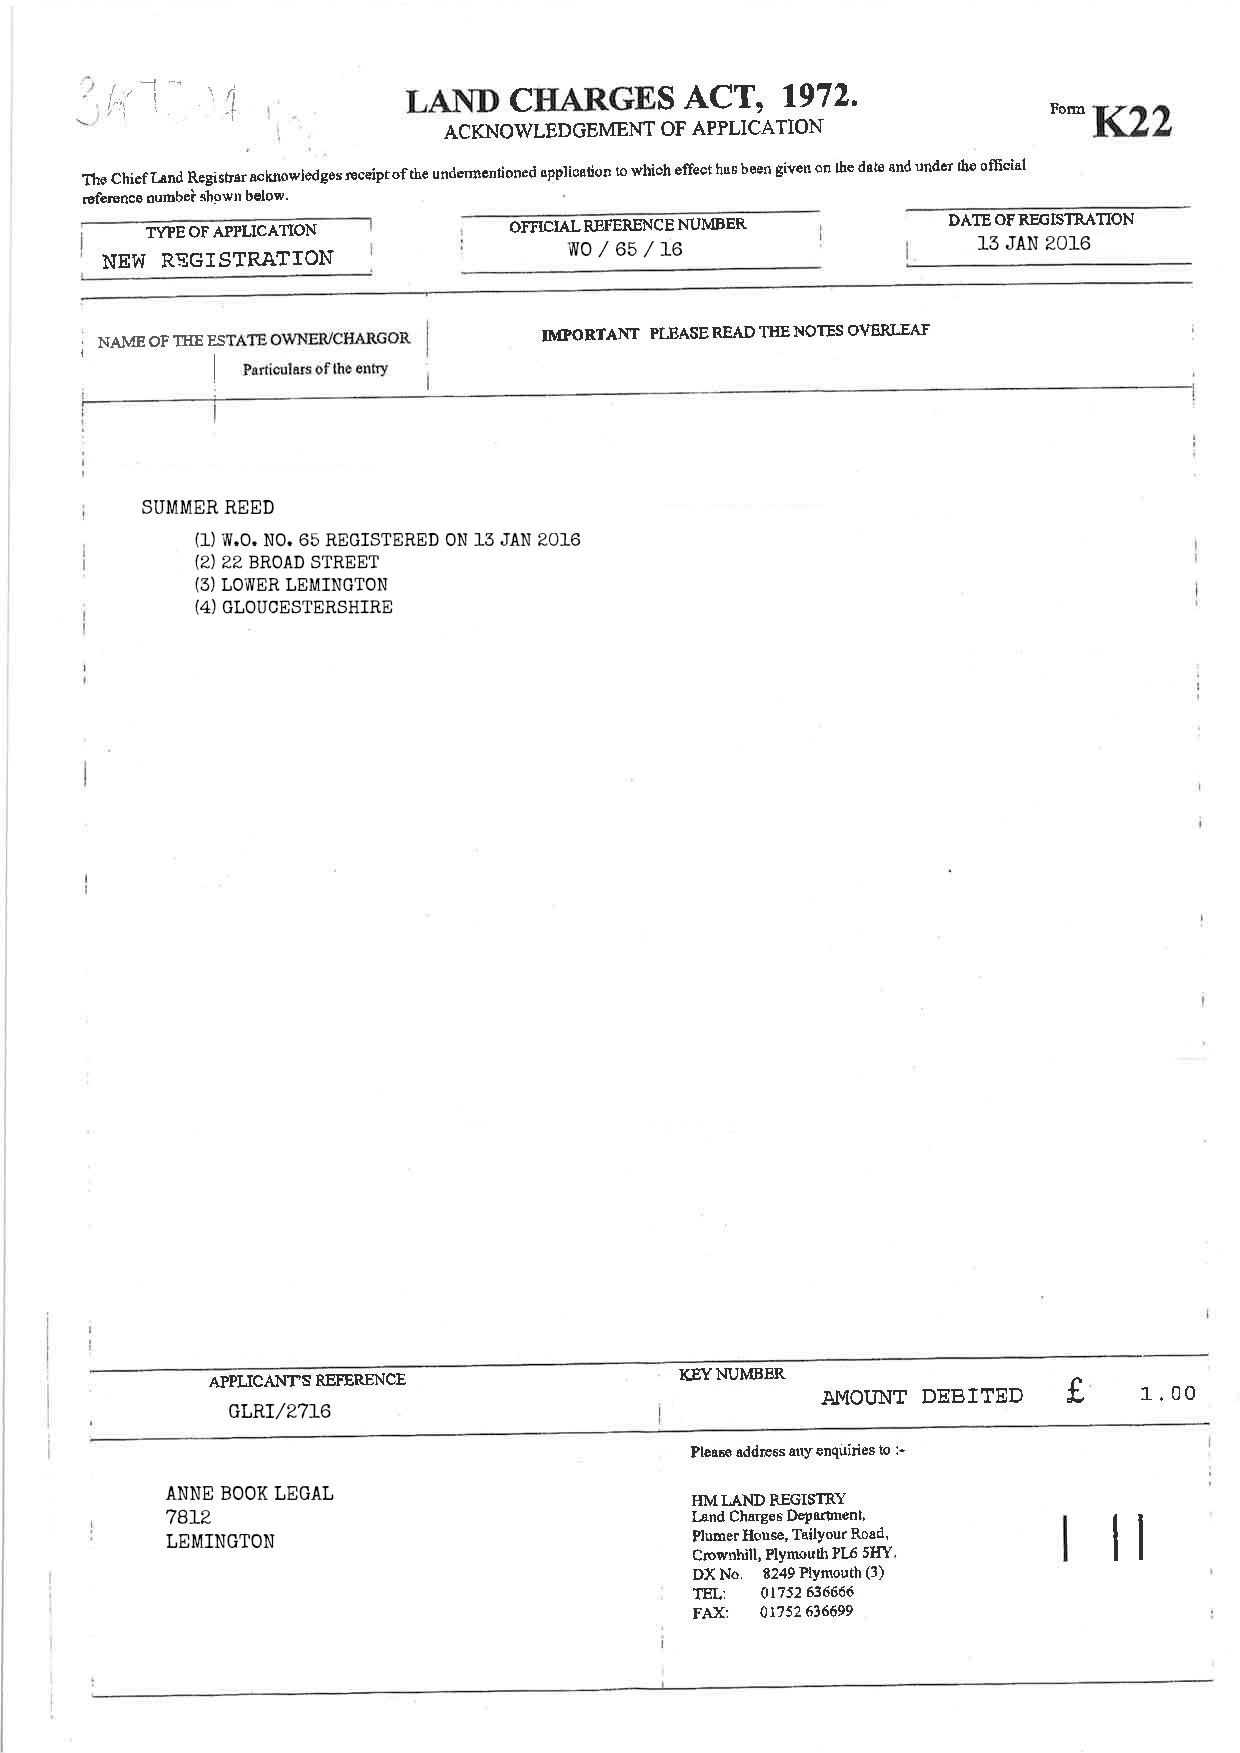 LAND CHARGES ACT, 1972.
ACKNOWLEDGEMENT OF APPLICATION
Form K22
The Chief Land Registrar acknowledges receipt of the undermentioned application to which effect has been given on the date and under the official
reference number shown below.
TYPE OF APPLICATION
NEW REGISTRATION
OFFICIAL REFERENCE NUMBER
WO / 65 / 16
DATE OF REGISTRATION
13 JAN 2016
NAME OF THE ESTATE OWNER/CHARGOR
Particulars of the entry
IMPORTANT PLEASE READ THE NOTES OVERLEAF
SUMMER REED
(1) W.O. NO. 65 REGISTERED ON 13 JAN 2016
(2) 22 BROAD STREET
(3) LOWER LEMINGTON
(4) GLOUCESTERSHIRE
APPLICANT'S REFERENCE
GLRI/2716
KEY NUMBER
AMOUNT DEBITED £ 1.00
ANNE BOOK LEGAL
7812
LEMINGTON
Please address any enquiries to :-
HM LAND REGISTRY
Land Charges Department,
Plumer House, Tailyour Road,
Crownhill, Plymouth PL6 5HY.
DX No. 8249 Plymouth (3)
TEL: 01752 636666
FAX: 01752 636699